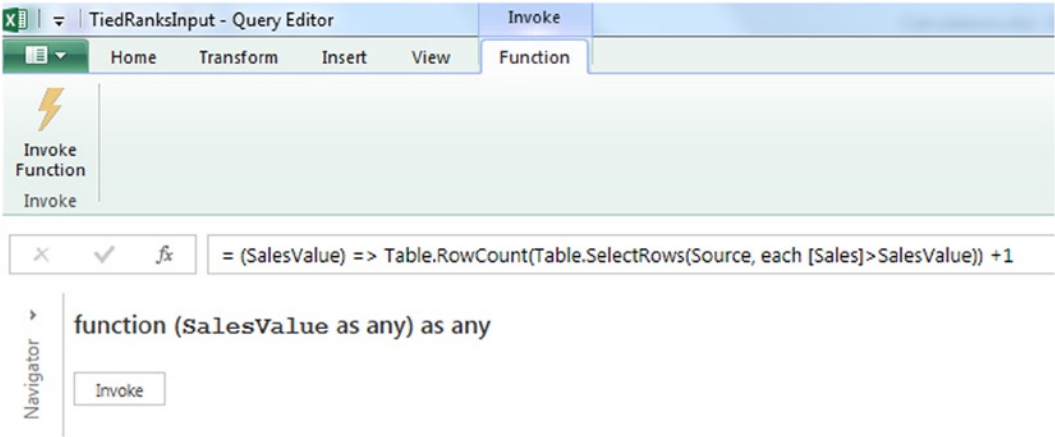 TiedRanksInput - Query Editor
Invoke
Home Transform Insert View Function
Invoke
Function
Invoke
fx = (SalesValue) => Table.RowCount(Table.SelectRows(Source, each [Sales]>SalesValue)) +1
function (SalesValue as any) as any
Invoke
Navigator